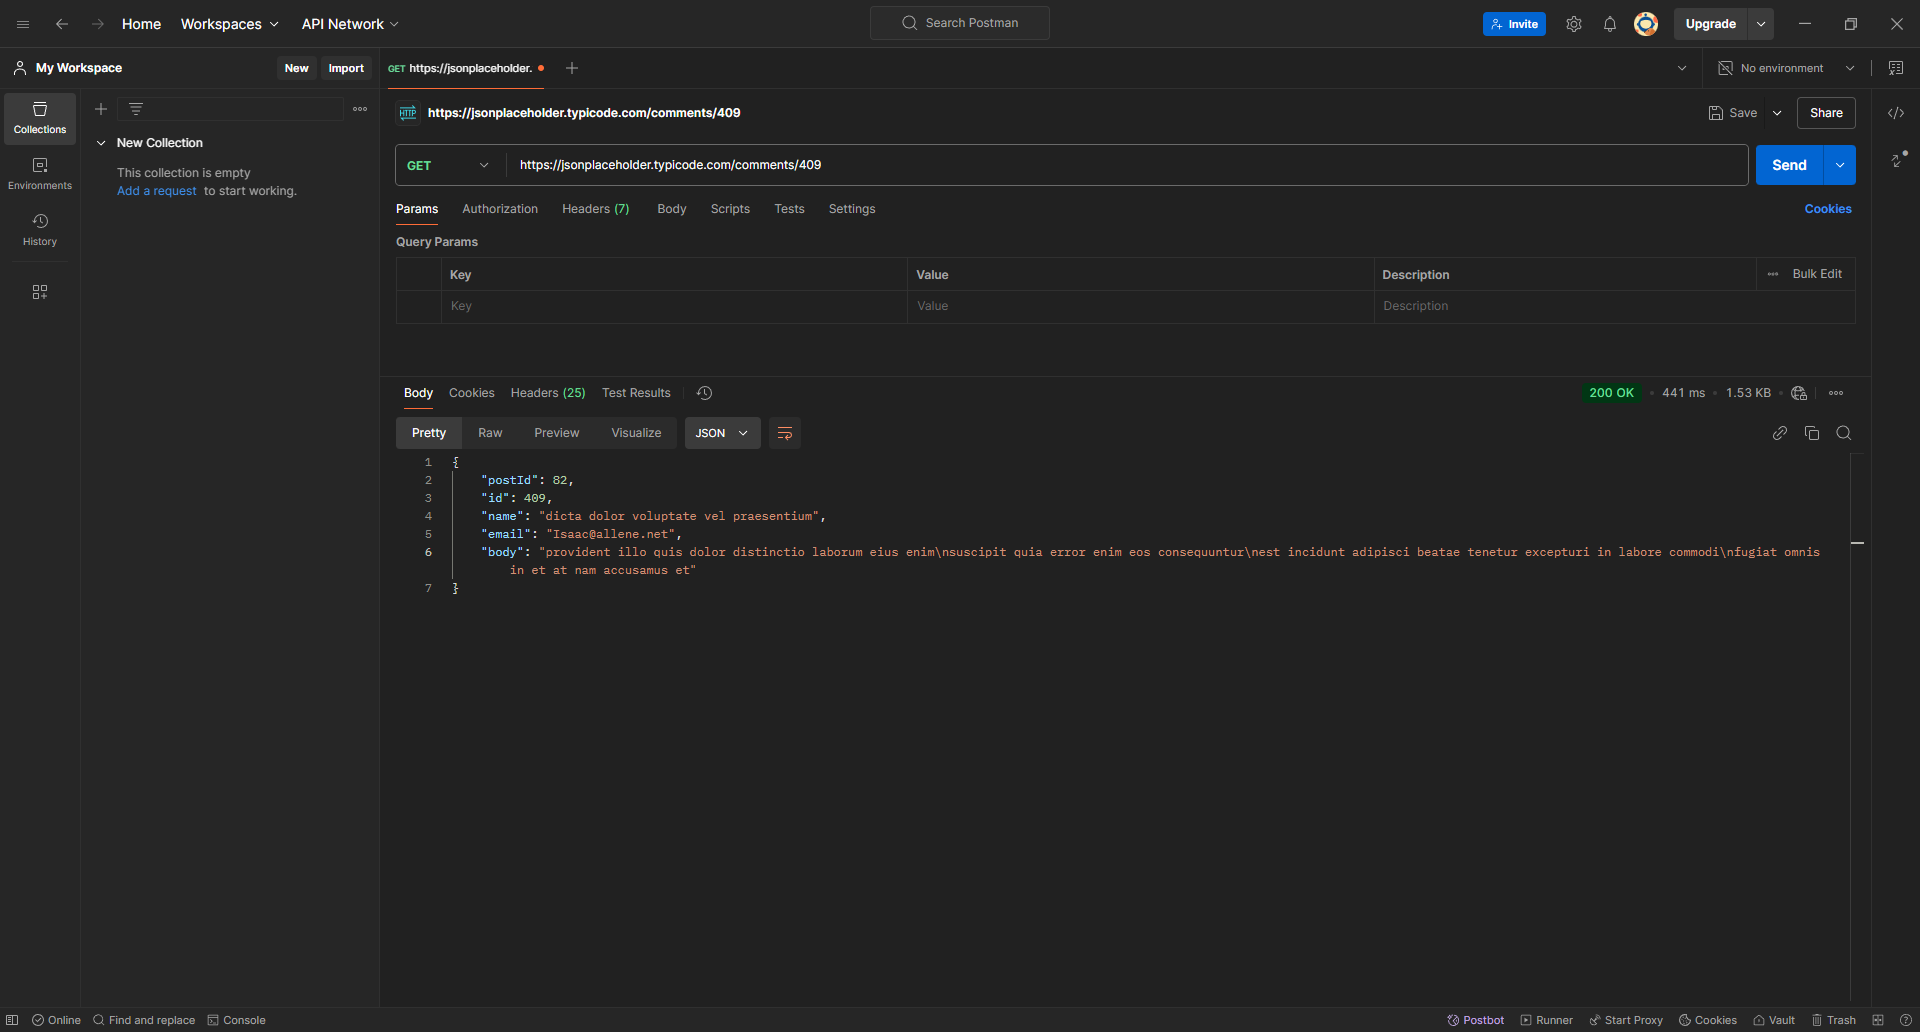 Home Workspaces API Network Search Postman Invite Upgrade
My Workspace New Import GET https://jsonplaceholder. No environment
Collections
Environments
History
New Collection
This collection is empty
Add a request to start working.
HTTP https://jsonplaceholder.typicode.com/comments/409 Save Share
GET https://jsonplaceholder.typicode.com/comments/409 Send
Params Authorization Headers (7) Body Scripts Tests Settings Cookies
Query Params
Key Value Description Bulk Edit
Key Value Description
Body Cookies Headers (25) Test Results 200 OK 441 ms 1.53 KB
Pretty Raw Preview Visualize JSON
1 {
2 "postId": 82,
3 "id": 409,
4 "name": "dicta dolor voluptate vel praesentium",
5 "email": "Isaac@allene.net",
6 "body": "provident illo quis dolor distinctio laborum eius enim\nsuscipit quia error enim eos consequuntur\nest incidunt adipisci beatae tenetur excepturi in labore commodi\nfugiat omnis
in et at nam accusamus et"
7 }
Online Find and replace Console Postbot Runner Start Proxy Cookies Vault Trash